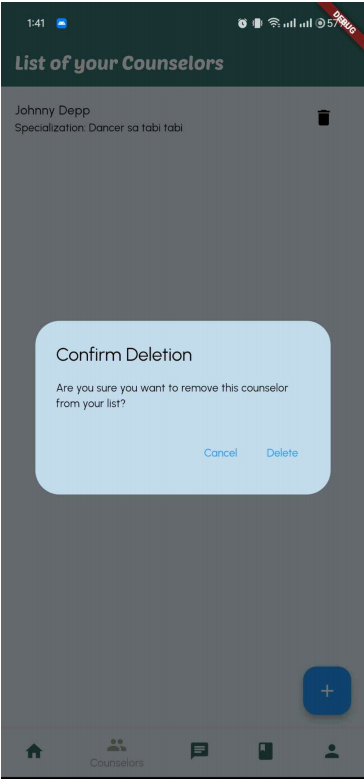 1:41
57
DEBUG
List of your Counselors
Johnny Depp
Specialization: Dancer sa tabi tabi
Confirm Deletion
Are you sure you want to remove this counselor
from your list?
Cancel Delete
+
Counselors